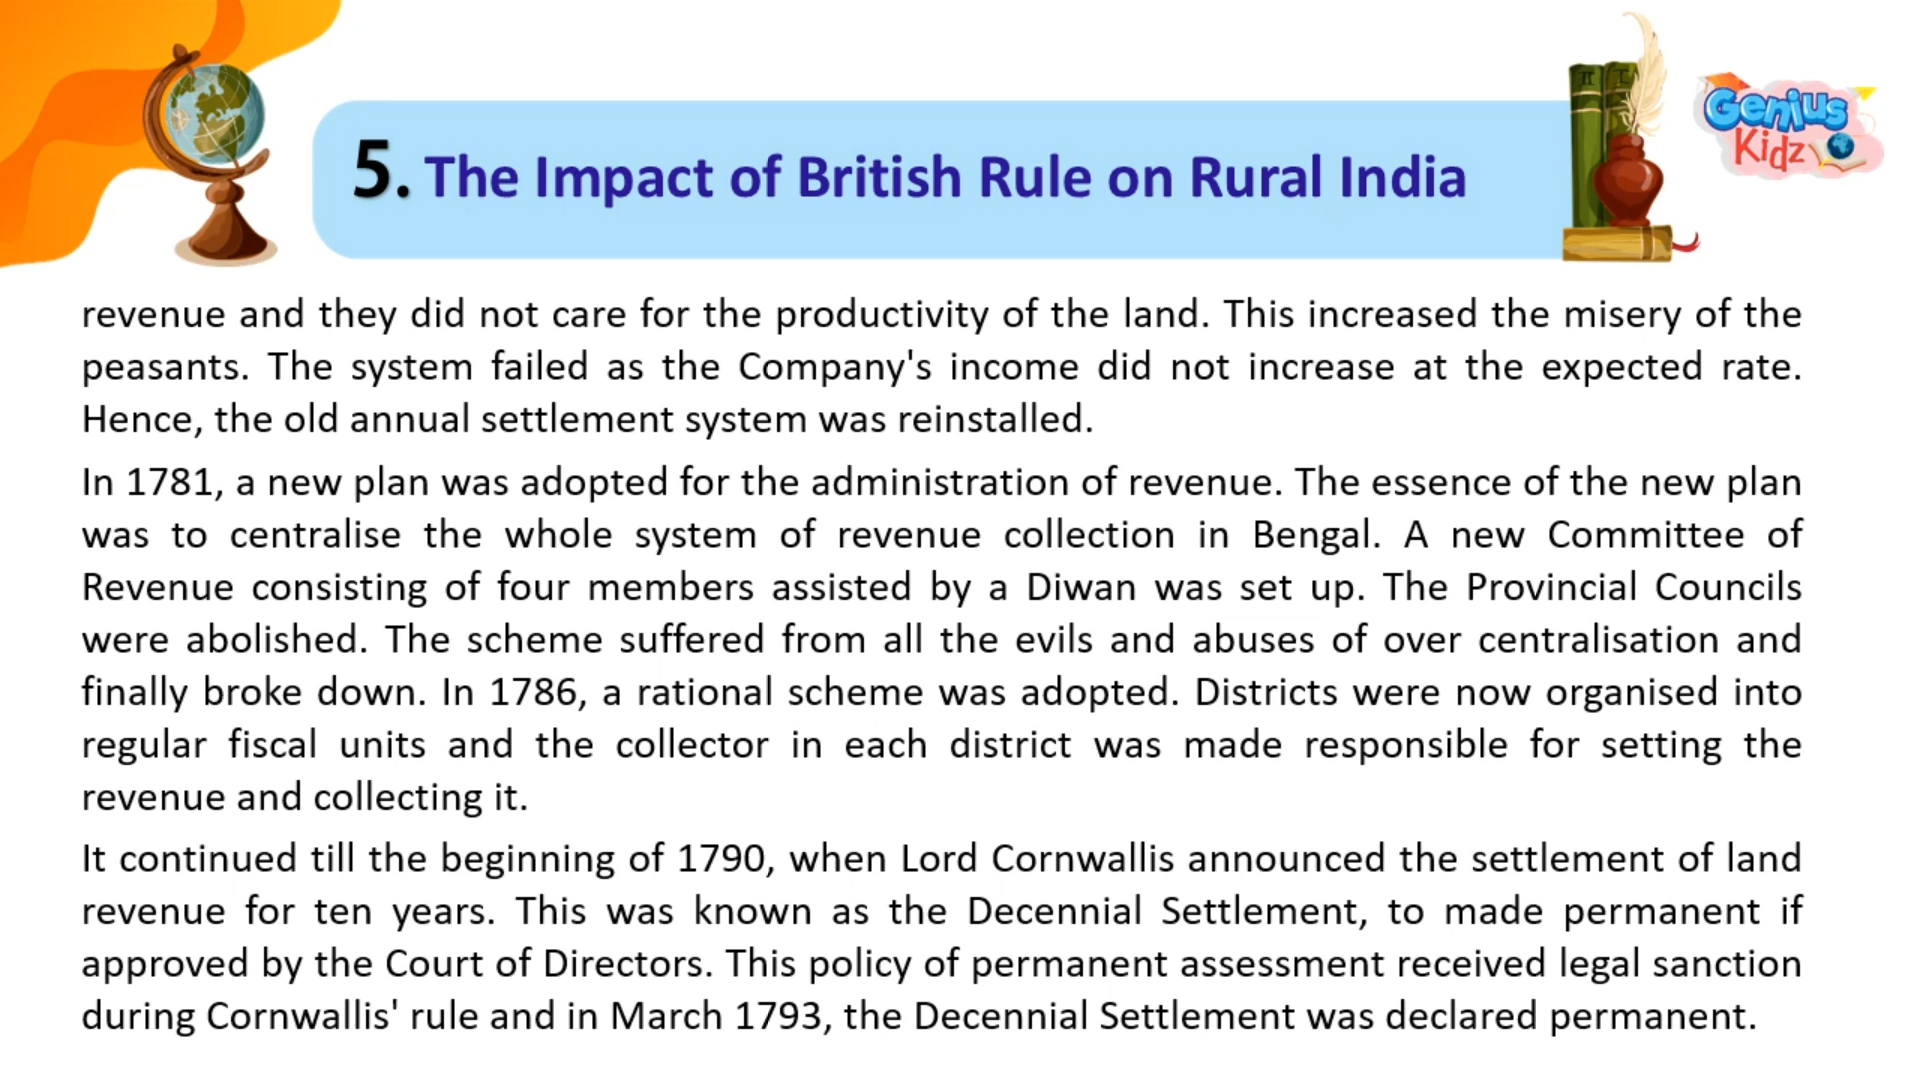 5. The Impact of British Rule on Rural India
Genius
Kidz
revenue and they did not care for the productivity of the land. This increased the misery of the
peasants. The system failed as the Company's income did not increase at the expected rate.
Hence, the old annual settlement system was reinstalled.
In 1781, a new plan was adopted for the administration of revenue. The essence of the new plan
was to centralise the whole system of revenue collection in Bengal. A new Committee of
Revenue consisting of four members assisted by a Diwan was set up. The Provincial Councils
were abolished. The scheme suffered from all the evils and abuses of over centralisation and
finally broke down. In 1786, a rational scheme was adopted. Districts were now organised into
regular fiscal units and the collector in each district was made responsible for setting the
revenue and collecting it.
It continued till the beginning of 1790, when Lord Cornwallis announced the settlement of land
revenue for ten years. This was known as the Decennial Settlement, to made permanent if
approved by the Court of Directors. This policy of permanent assessment received legal sanction
during Cornwallis' rule and in March 1793, the Decennial Settlement was declared permanent.